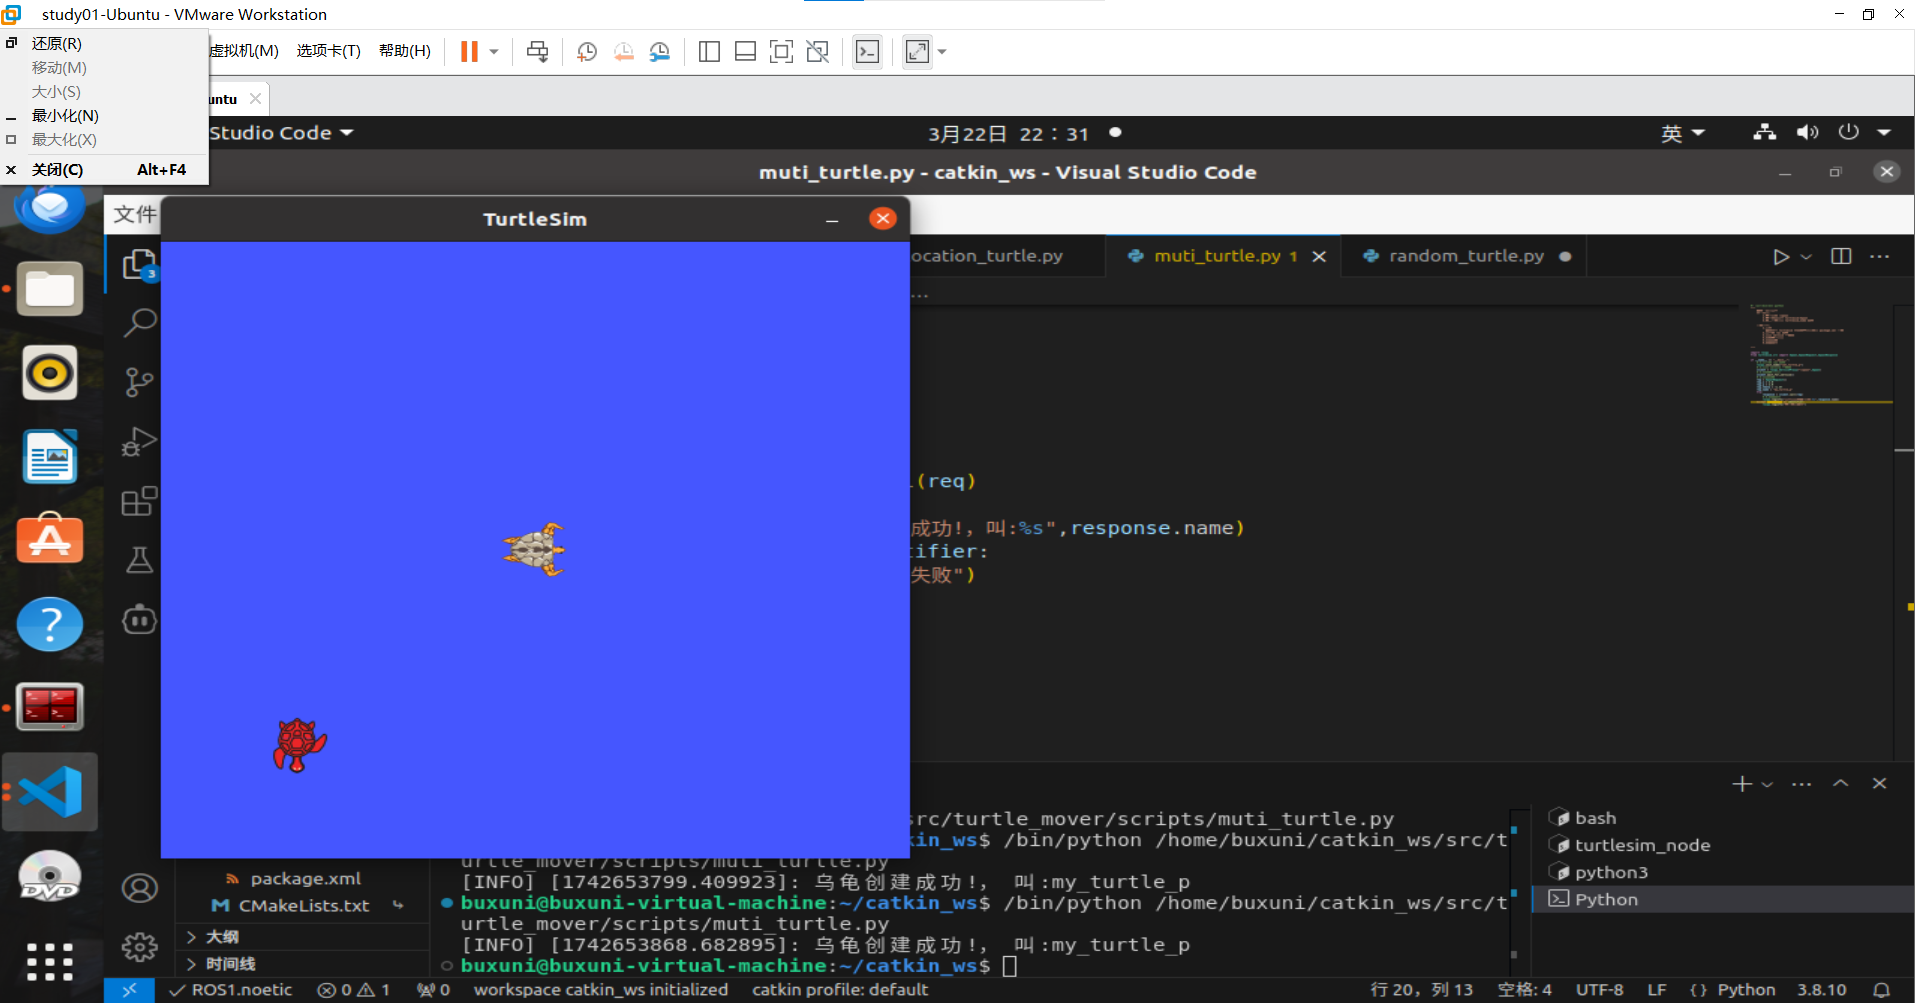 study01-Ubuntu - VMware Workstation
还原(R)
移动(M)
大小(S)
最小化(N)
最大化(X)
关闭(C) Alt+F4
虚拟机(M) 选项卡(T) 帮助(H)
untu
Studio Code
3月22日 22：31
英
muti_turtle.py - catkin_ws - Visual Studio Code
文件
TurtleSim
3
ocation_turtle.py
muti_turtle.py 1
random_turtle.py
...
(req)
成功!，叫:%s",response.name)
tifier:
失败")
src/turtle_mover/scripts/muti_turtle.py
kin_ws$ /bin/python /home/buxuni/catkin_ws/src/t
urtle_mover/scripts/muti_turtle.py
[INFO] [1742653799.409923]: 乌龟创建成功!， 叫:my_turtle_p
buxuni@buxuni-virtual-machine:~/catkin_ws$ /bin/python /home/buxuni/catkin_ws/src/t
urtle_mover/scripts/muti_turtle.py
[INFO] [1742653868.682895]: 乌龟创建成功!， 叫:my_turtle_p
buxuni@buxuni-virtual-machine:~/catkin_ws$
bash
turtlesim_node
python3
Python
package.xml
CMakeLists.txt
大纲
时间线
DVD
ROS1.noetic 0 1 0 workspace catkin_ws initialized catkin profile: default
行 20，列 13 空格: 4 UTF-8 LF {} Python 3.8.10